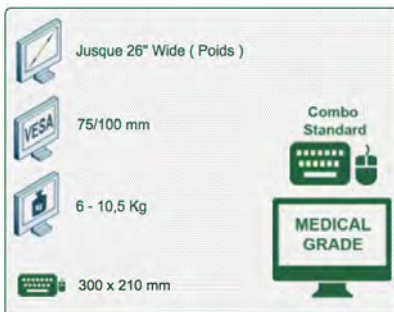 Jusque 26" Wide ( Poids )
VESA
75/100 mm
6 - 10,5 Kg
300 x 210 mm
Combo
Standard
MEDICAL
GRADE